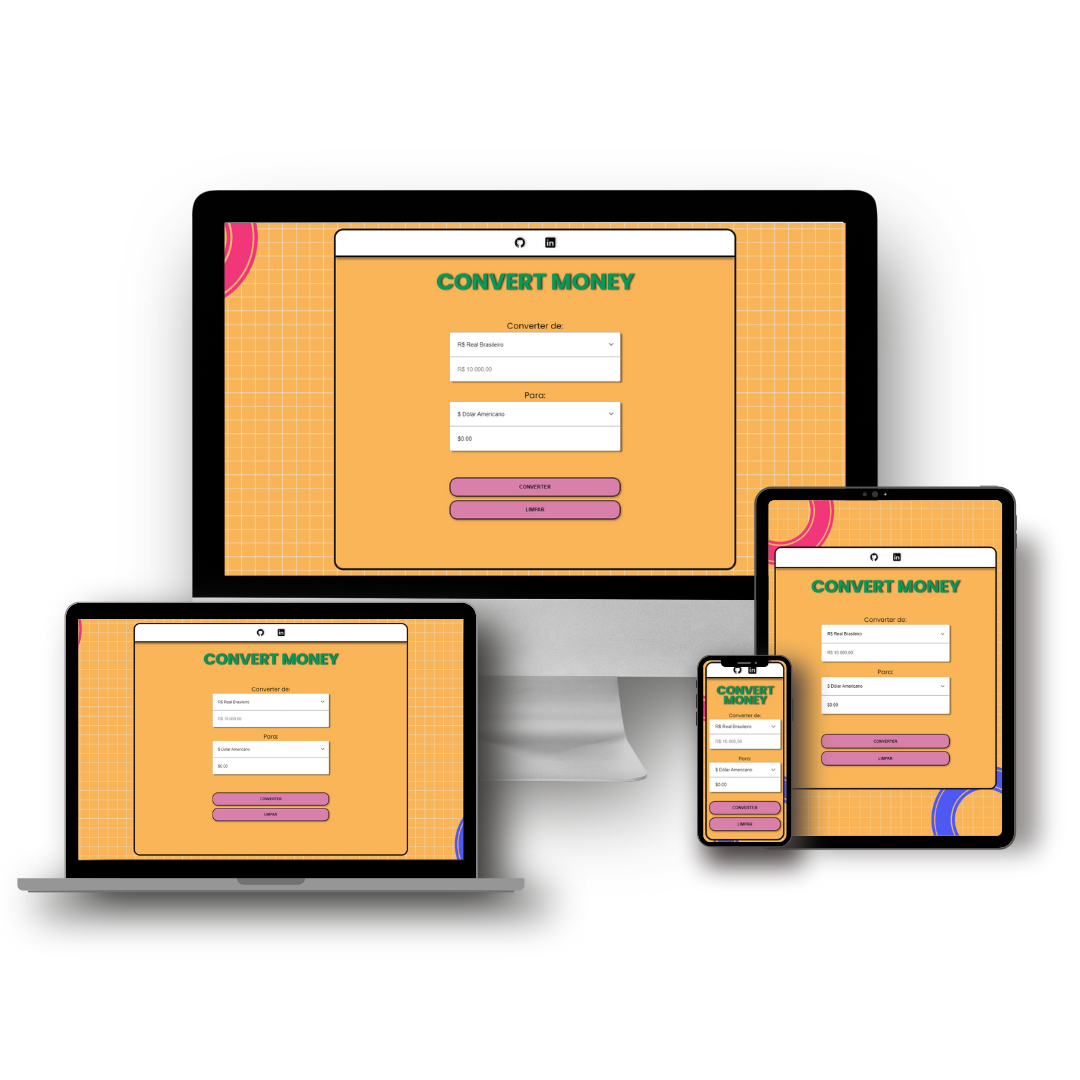 CONVERT MONEY
Converter de:
R$ Real Brasileiro
R$ 10.000,00
Para:
$ Dólar Americano
$0.00
CONVERTER
LIMPAR
CONVERT MONEY
Converter de:
R$ Real Brasileiro
R$ 10.000,00
Para:
$ Dólar Americano
$0.00
CONVERTER
LIMPAR
CONVERT
MONEY
Converter de:
R$ Real Brasileiro
R$ 10.000,00
Para:
$ Dólar Americano
$0.00
CONVERTER
LIMPAR
CONVERT MONEY
Converter de:
R$ Real Brasileiro
R$ 10.000,00
Para:
$ Dólar Americano
$0.00
CONVERTER
LIMPAR